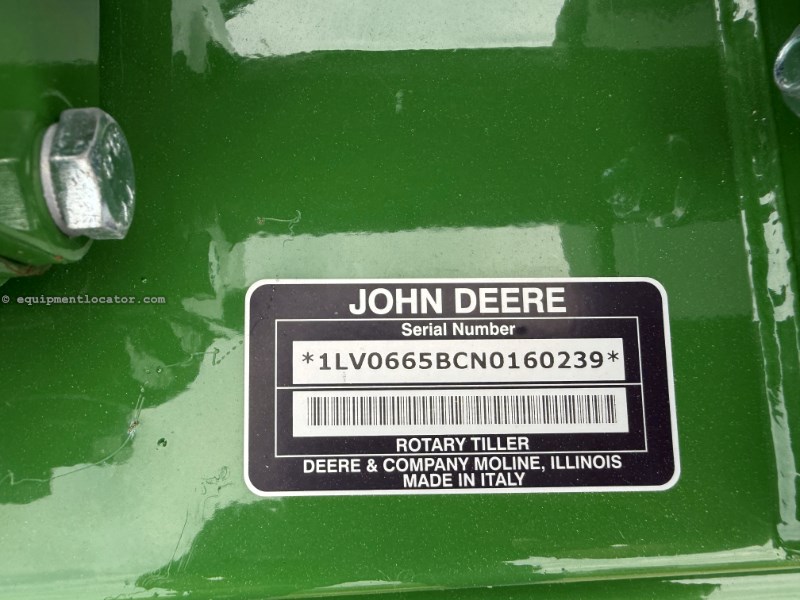 © equipmentlocator.com
JOHN DEERE
Serial Number
*1LV0665BCN0160239*
ROTARY TILLER
DEERE & COMPANY MOLINE, ILLINOIS
MADE IN ITALY